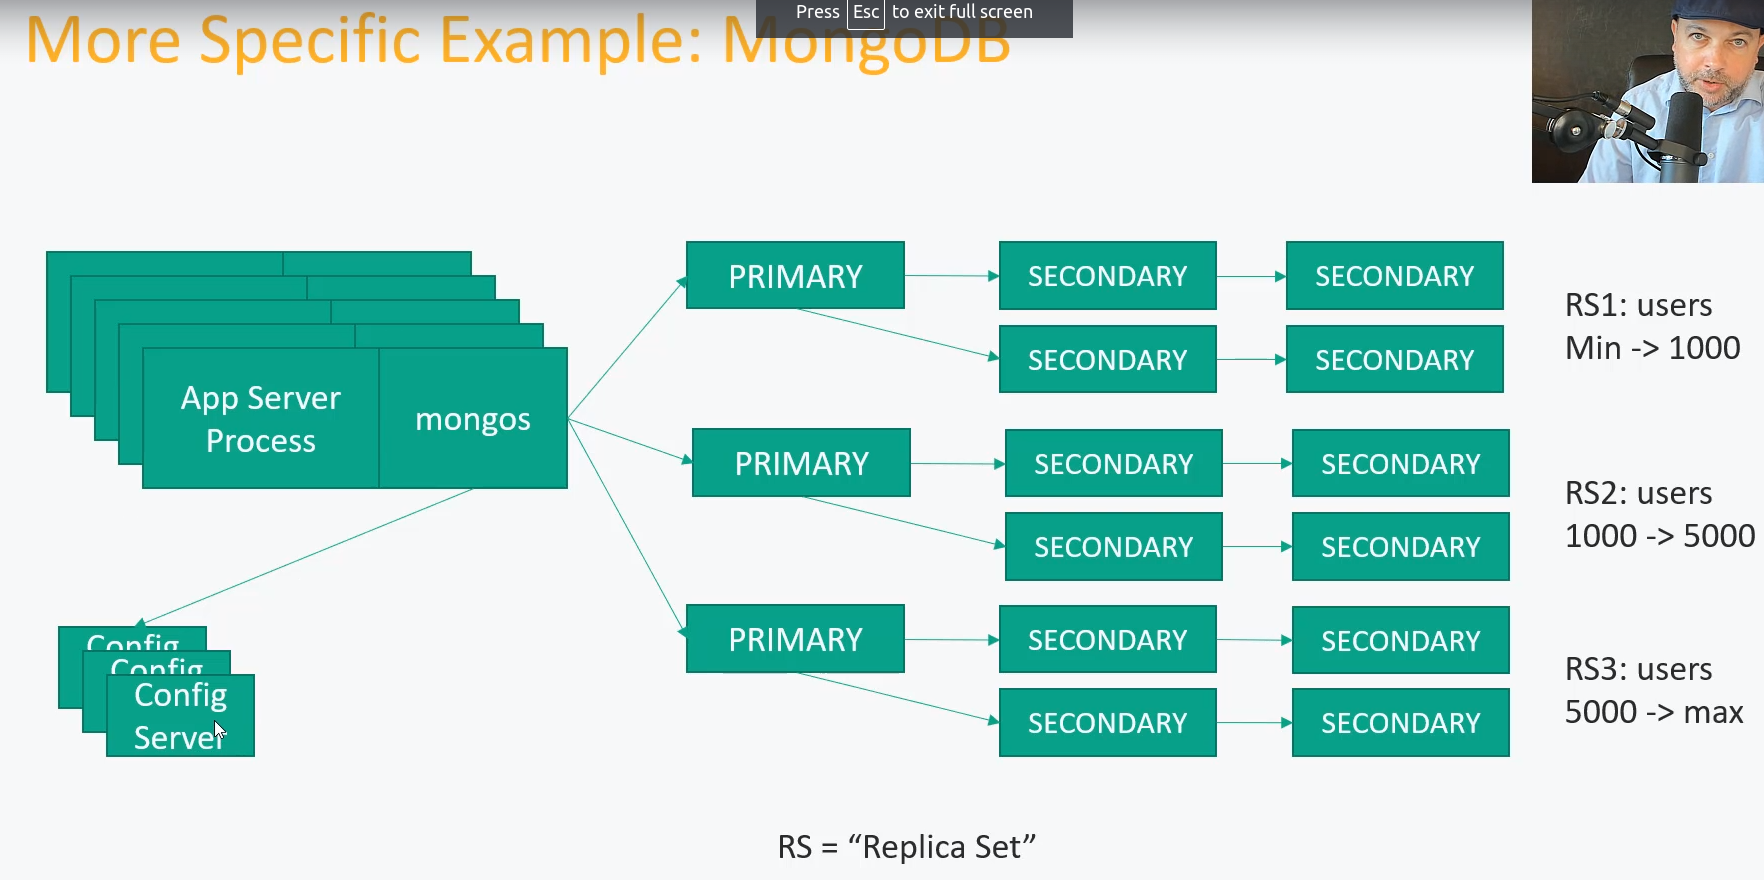 Press Esc to exit full screen
More Specific Example: MongoDB
App Server
Process
mongos
Config
Config
Config
Server
PRIMARY
SECONDARY
SECONDARY
SECONDARY
SECONDARY
RS1: users
Min -> 1000
PRIMARY
SECONDARY
SECONDARY
SECONDARY
SECONDARY
RS2: users
1000 -> 5000
PRIMARY
SECONDARY
SECONDARY
SECONDARY
SECONDARY
RS3: users
5000 -> max
RS = “Replica Set”